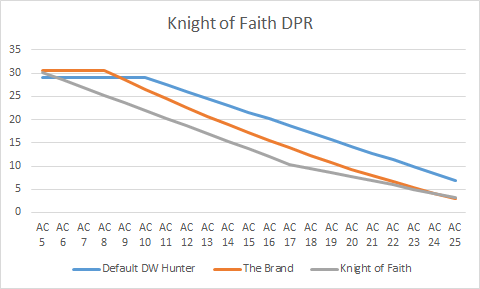 Knight of Faith DPR
35
30
25
20
15
10
5
0
AC AC AC AC AC AC AC AC AC AC AC AC AC AC AC AC AC AC AC AC AC
5 6 7 8 9 10 11 12 13 14 15 16 17 18 19 20 21 22 23 24 25
Default DW Hunter The Brand Knight of Faith